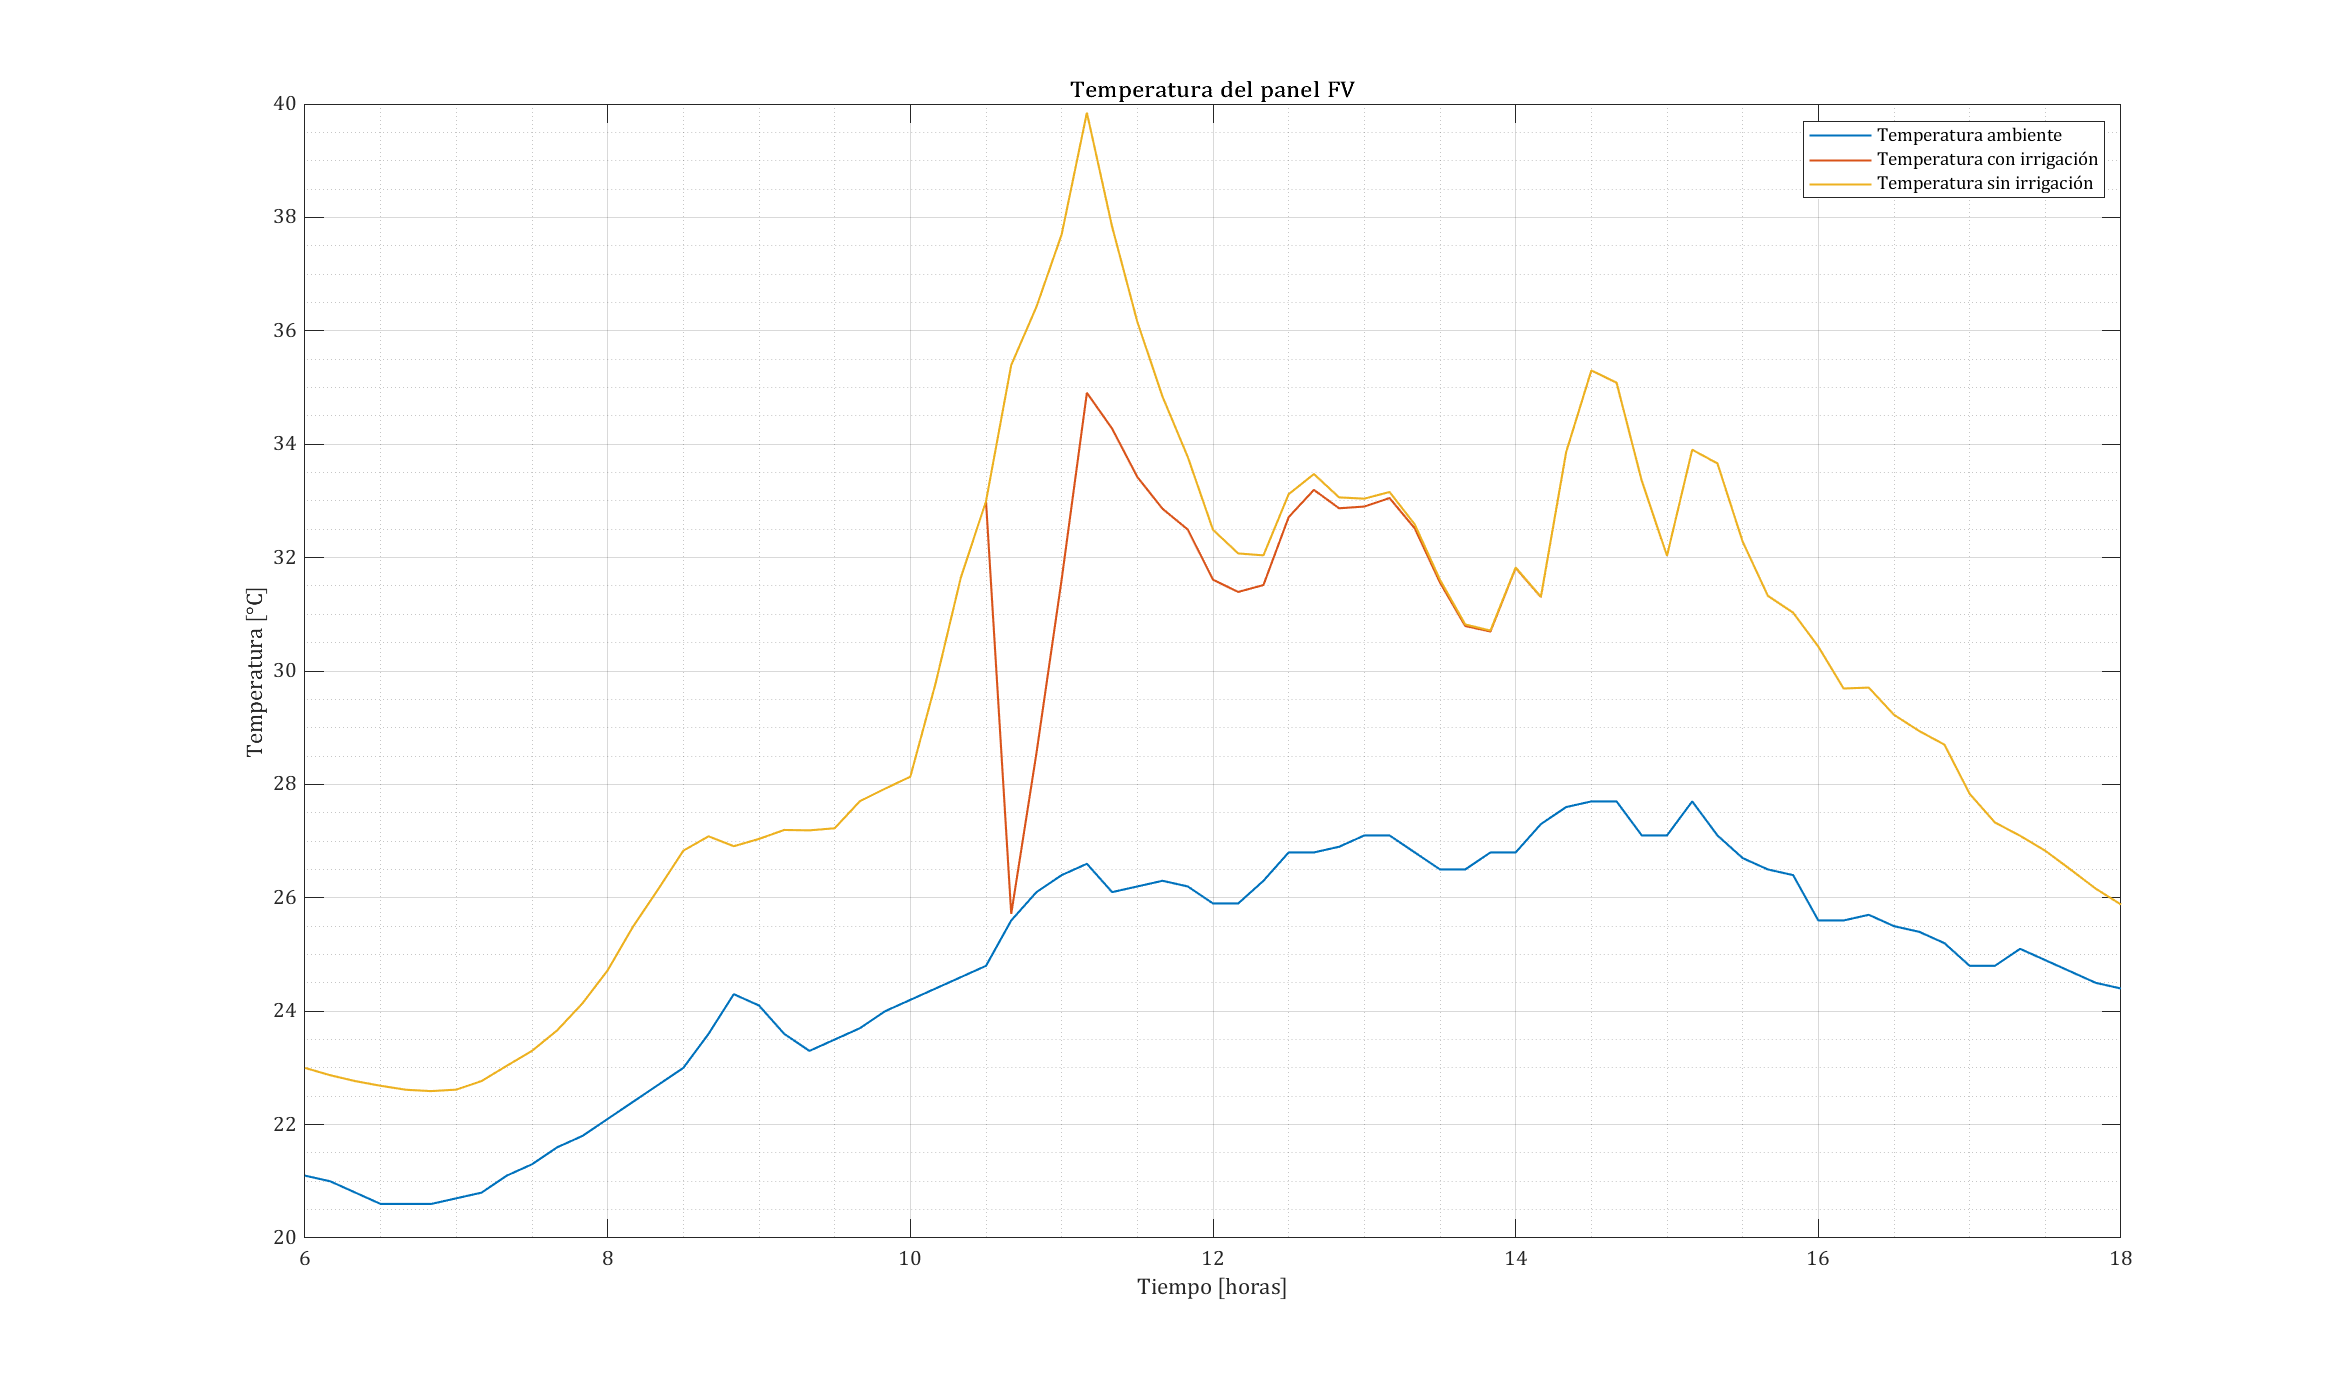 Temperatura del panel FV
Temperatura ambiente
Temperatura con irrigación
Temperatura sin irrigación
Temperatura [°C]
40
38
36
34
32
30
28
26
24
22
20
6 8 10 12 14 16 18
Tiempo [horas]